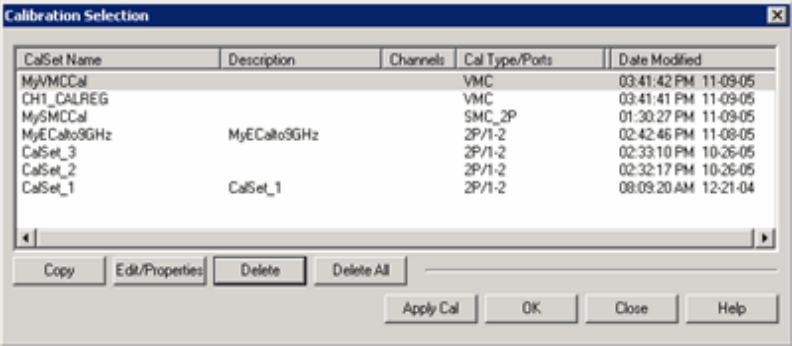 Calibration Selection
CalSet Name Description Channels Cal Type/Ports Date Modified
MyVMCCal VMC 03:41:42 PM 11-09-05
CH1_CALREG VMC 03:41:41 PM 11-09-05
MySMCCal SMC_2P 01:30:27 PM 11-09-05
MyECalto9GHz MyECalto9GHz 2P/1-2 02:42:46 PM 11-08-05
CalSet_3 2P/1-2 02:33:10 PM 10-26-05
CalSet_2 2P/1-2 02:32:17 PM 10-26-05
CalSet_1 CalSet_1 2P/1-2 08:09:20 AM 12-21-04
Copy Edit/Properties Delete Delete All
Apply Cal OK Close Help